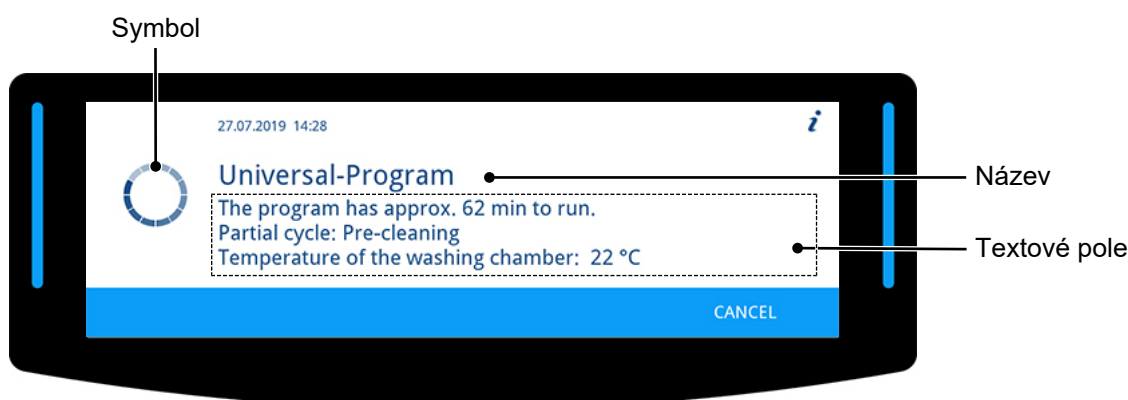 Symbol
27.07.2019 14:28
i
Universal-Program
Název
The program has approx. 62 min to run.
Partial cycle: Pre-cleaning
Textové pole
Temperature of the washing chamber: 22 °C
CANCEL